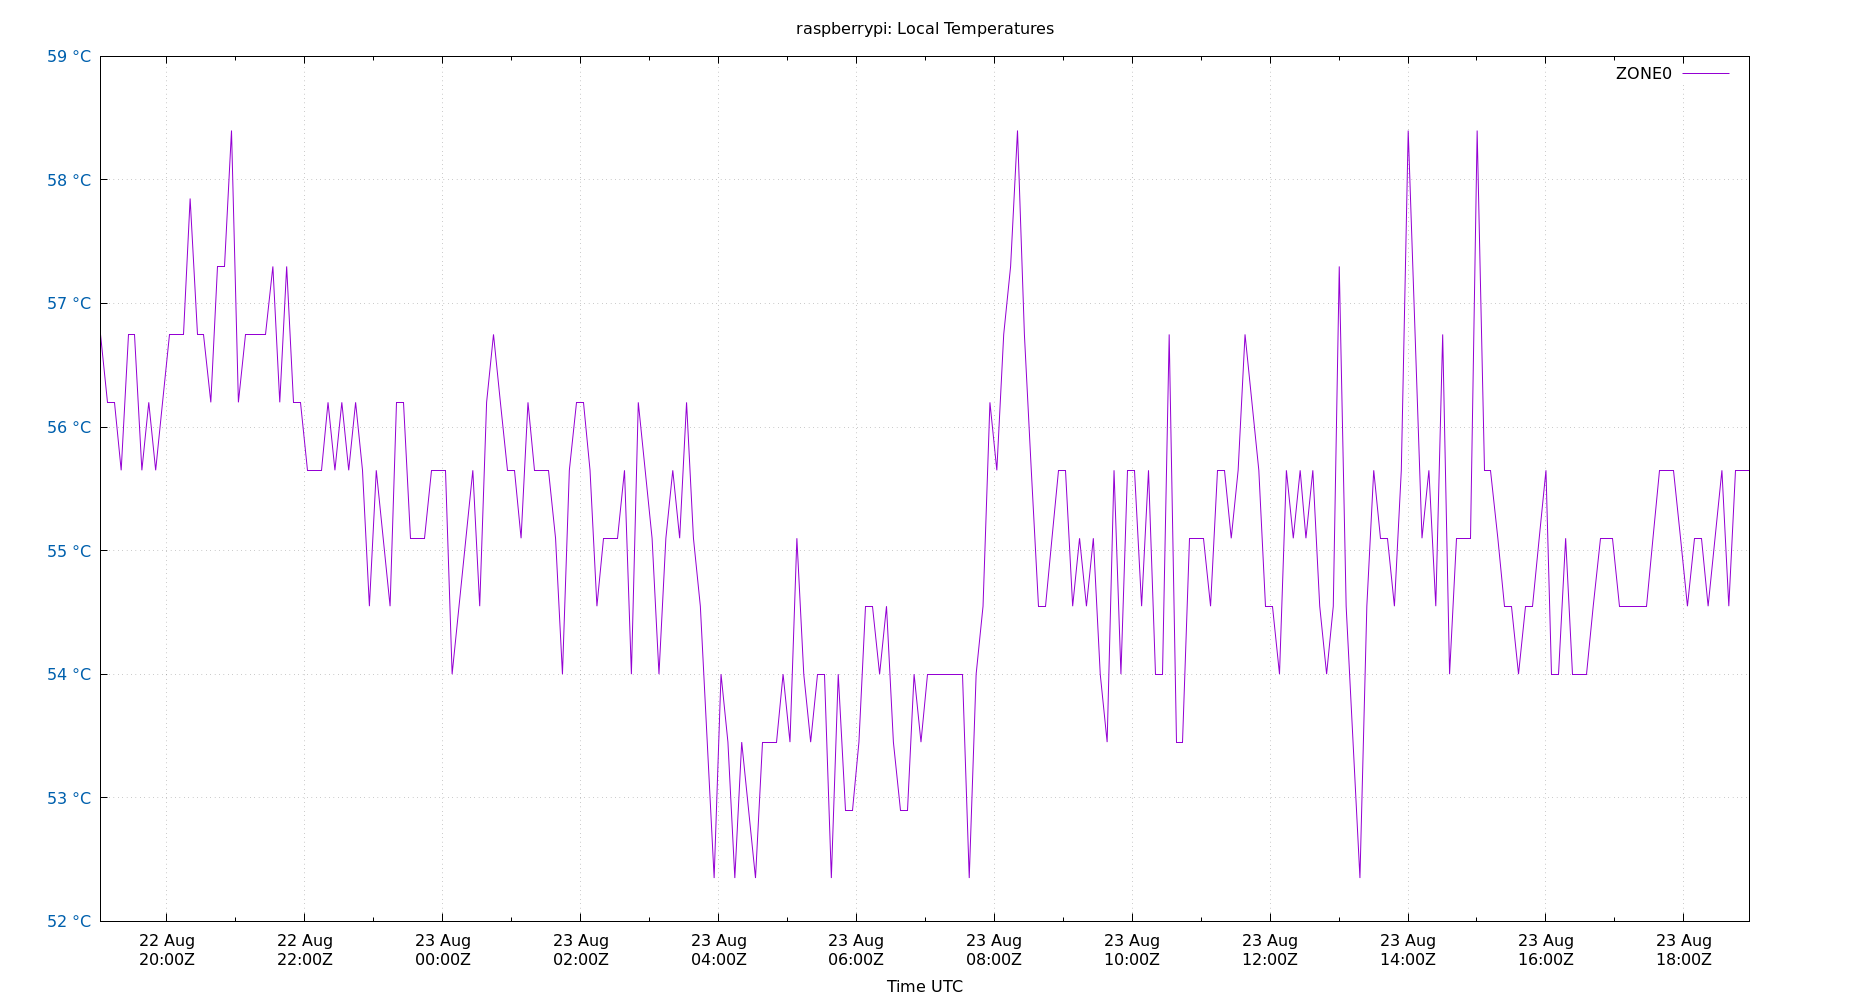 raspberrypi: Local Temperatures
ZONE0
59 °C
58 °C
57 °C
56 °C
55 °C
54 °C
53 °C
52 °C
22 Aug 22 Aug 23 Aug 23 Aug 23 Aug 23 Aug 23 Aug 23 Aug 23 Aug 23 Aug 23 Aug 23 Aug
20:00Z 22:00Z 00:00Z 02:00Z 04:00Z 06:00Z 08:00Z 10:00Z 12:00Z 14:00Z 16:00Z 18:00Z
Time UTC